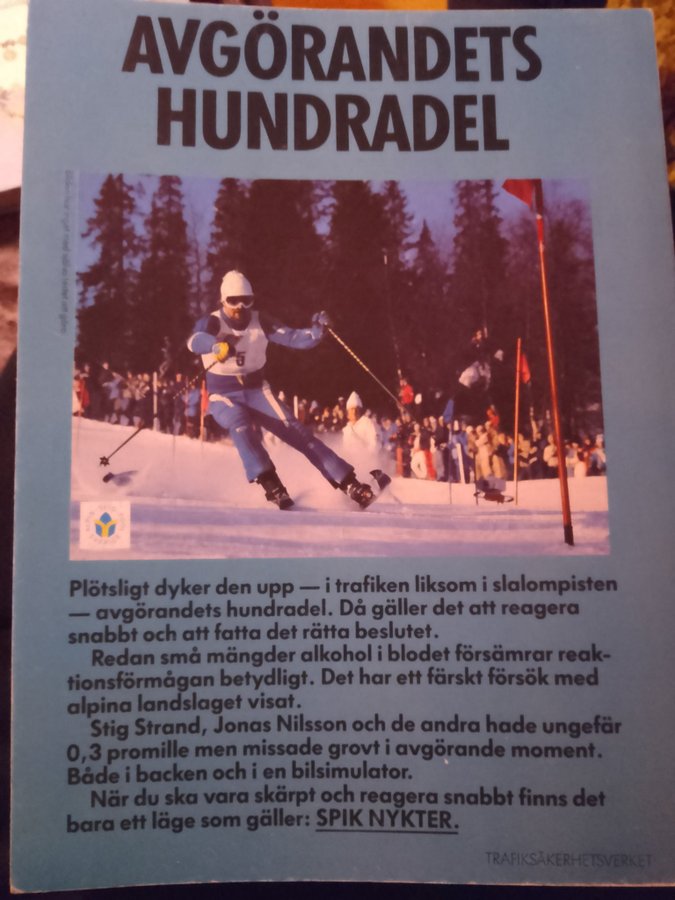 AVGÖRANDETS
HUNDRADEL
5
Plötsligt dyker den upp — i trafiken liksom i slalompisten
— avgörandets hundradel. Då gäller det att reagera
snabbt och att fatta det rätta beslutet.
Redan små mängder alkohol i blodet försämrar reak-
tionsförmågan betydligt. Det har ett färskt försök med
alpina landslaget visat.
Stig Strand, Jonas Nilsson och de andra hade ungefär
0,3 promille men missade grovt i avgörande moment.
Både i backen och i en bilsimulator.
När du ska vara skärpt och reagera snabbt finns det
bara ett läge som gäller: SPIK NYKTER.
TRAFIKSÄKERHETSVERKET